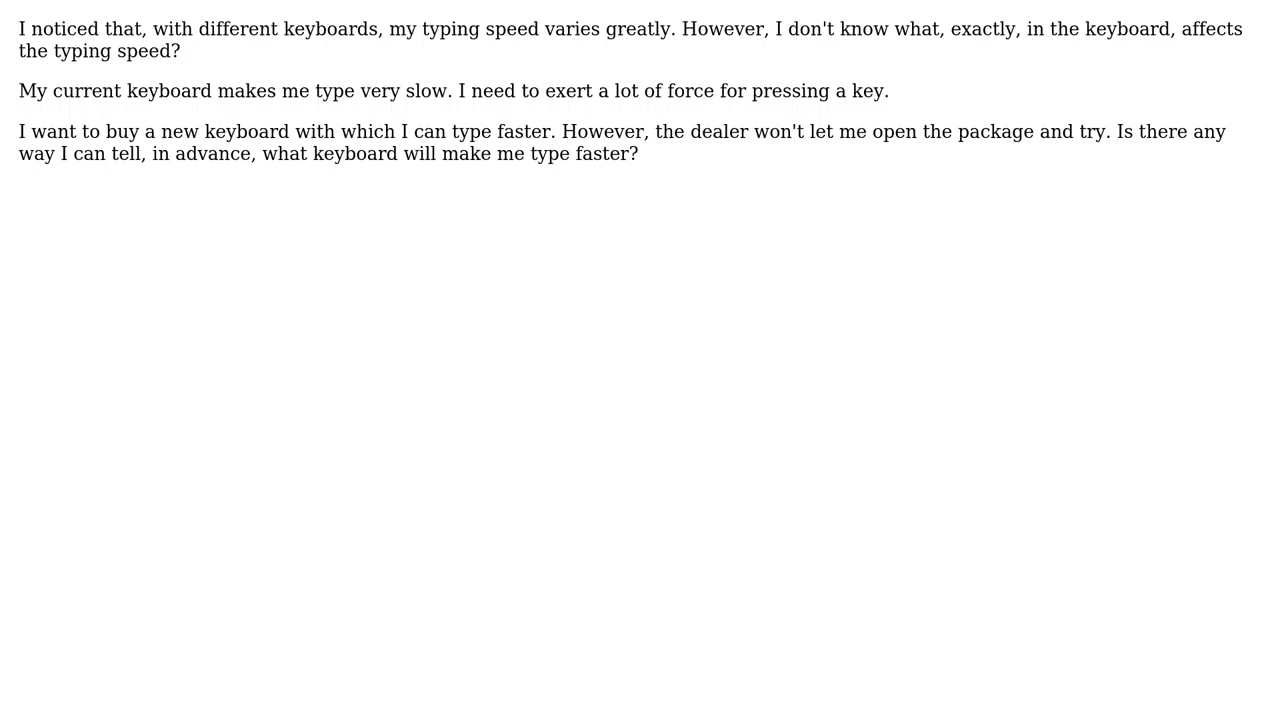 I noticed that, with different keyboards, my typing speed varies greatly. However, I don't know what, exactly, in the keyboard, affects
the typing speed?
My current keyboard makes me type very slow. I need to exert a lot of force for pressing a key.
I want to buy a new keyboard with which I can type faster. However, the dealer won't let me open the package and try. Is there any
way I can tell, in advance, what keyboard will make me type faster?